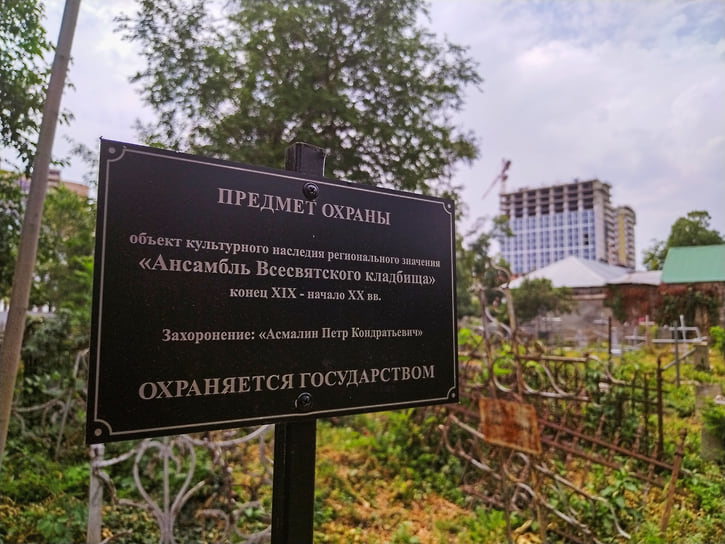 ПРЕДМЕТ ОХРАНЫ
объект культурного наследия регионального значения
«Ансамбль Всесвятского кладбища»
конец XIX - начало XX вв.
Захоронение: «Асмалин Петр Кондратьевич»
ОХРАНЯЕТСЯ ГОСУДАРСТВОМ